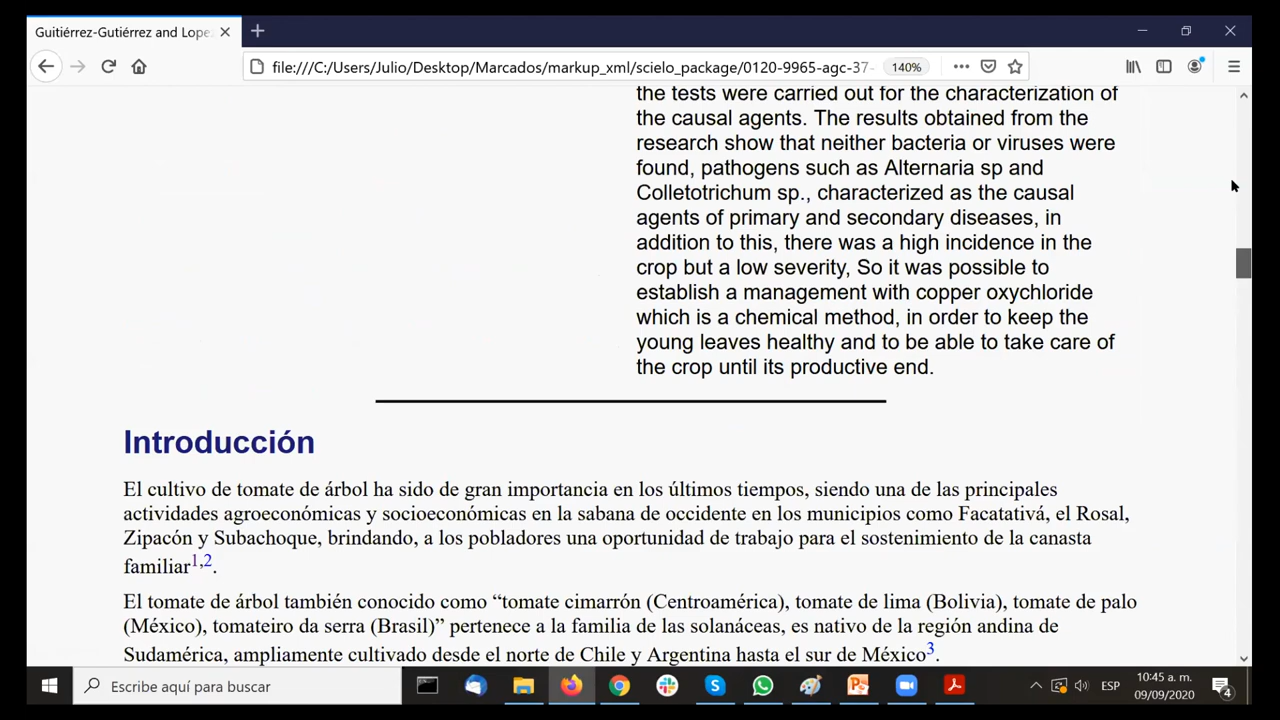 Guitiérrez-Gutiérrez and Lope
file:///C:/Users/Julio/Desktop/Marcados/markup_xml/scielo_package/0120-9965-agc-37-
140%
the tests were carried out for the characterization of
the causal agents. The results obtained from the
research show that neither bacteria or viruses were
found, pathogens such as Alternaria sp and
Colletotrichum sp., characterized as the causal
agents of primary and secondary diseases, in
addition to this, there was a high incidence in the
crop but a low severity, So it was possible to
establish a management with copper oxychloride
which is a chemical method, in order to keep the
young leaves healthy and to be able to take care of
the crop until its productive end.
Introducción
El cultivo de tomate de árbol ha sido de gran importancia en los últimos tiempos, siendo una de las principales
actividades agroeconómicas y socioeconómicas en la sabana de occidente en los municipios como Facatativá, el Rosal,
Zipacón y Subachoque, brindando, a los pobladores una oportunidad de trabajo para el sostenimiento de la canasta
familiar1,2.
El tomate de árbol también conocido como “tomate cimarrón (Centroamérica), tomate de lima (Bolivia), tomate de palo
(México), tomateiro da serra (Brasil)” pertenece a la familia de las solanáceas, es nativo de la región andina de
Sudamérica, ampliamente cultivado desde el norte de Chile y Argentina hasta el sur de México3.
Escribe aquí para buscar
ESP
10:45 a. m.
09/09/2020
4